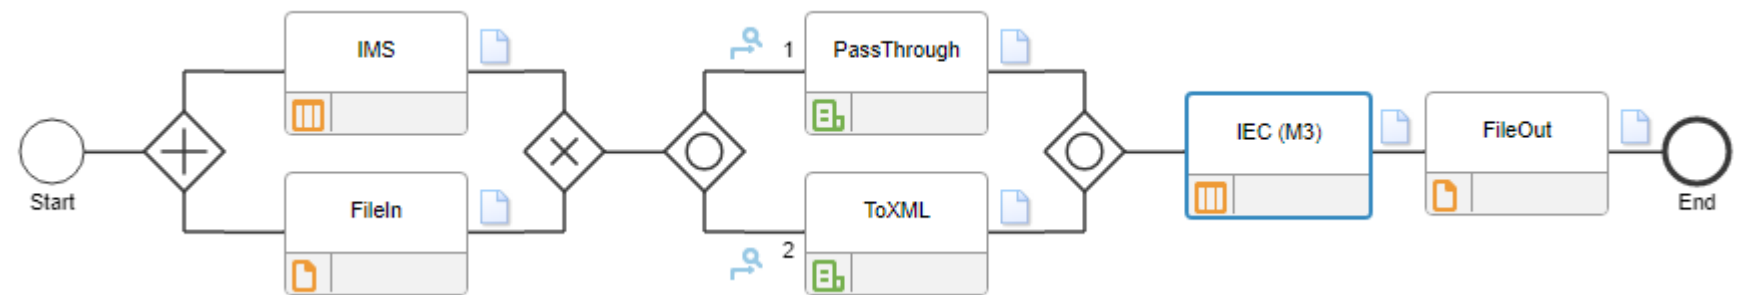 Start
IMS
FileIn
1
PassThrough
2
ToXML
IEC (M3)
FileOut
End